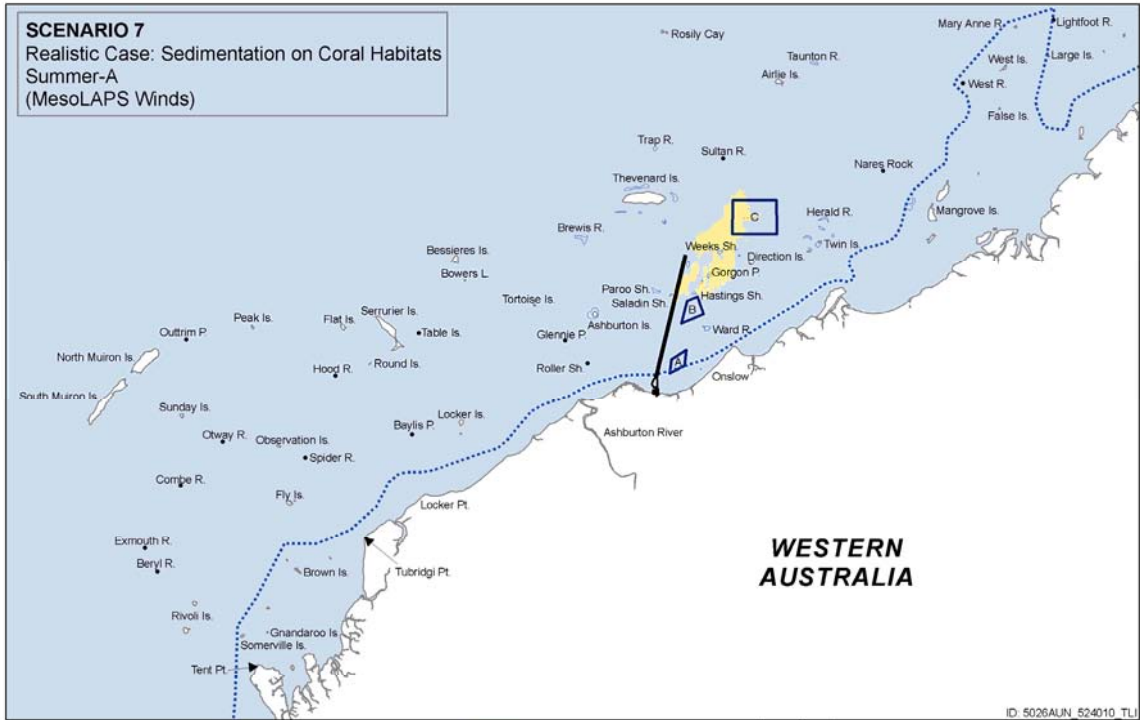 SCENARIO 7
Realistic Case: Sedimentation on Coral Habitats
Summer-A
(MesoLAPS Winds)
Rosily Cay
Mary Anne R.
Lightfoot R.
Taunton R.
Airlie Is.
West Is.
Large Is.
West R.
False Is.
Trap R.
Sultan R.
Nares Rock
Thevenard Is.
Mangrove Is.
Herald R.
C
Brewis R.
Twin Is.
Weeks Sh.
Direction Is.
Bessieres Is.
Bowers L.
Gorgon P.
Paroo Sh.
Hastings Sh.
Saladin Sh.
Tortoise Is.
B
Ashburton Is.
Ward R.
Serrurier Is.
Peak Is.
Flat Is.
Table Is.
Outtrim P.
Glennie P.
North Muiron Is.
Round Is.
Hood R.
Roller Sh.
A
Onslow
South Muiron Is.
Sunday Is.
Locker Is.
Baylis P.
Ashburton River
Otway R.
Observation Is.
Spider R.
Combe R.
Fly Is.
Locker Pt.
Exmouth R.
Beryl R.
WESTERN
AUSTRALIA
Brown Is.
Tubridgi Pt.
Rivoli Is.
Gnandaroo Is.
Somerville Is.
Tent Pt.
ID: 5026AUN_524010_TLI